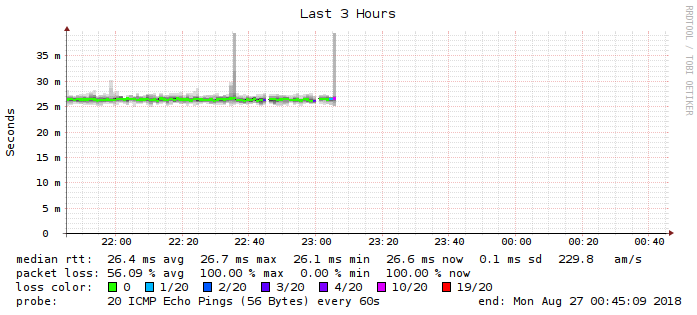 Last 3 Hours
RRDTOOL / TOBI OETIKER
Seconds
35 m
30 m
25 m
20 m
15 m
10 m
5 m
0
22:00 22:20 22:40 23:00 23:20 23:40 00:00 00:20 00:40
median rtt: 26.4 ms avg 26.7 ms max 26.1 ms min 26.6 ms now 0.1 ms sd 229.8 am/s
packet loss: 56.09 % avg 100.00 % max 0.00 % min 100.00 % now
loss color: 0 1/20 2/20 3/20 4/20 10/20 19/20
probe: 20 ICMP Echo Pings (56 Bytes) every 60s end: Mon Aug 27 00:45:09 2018